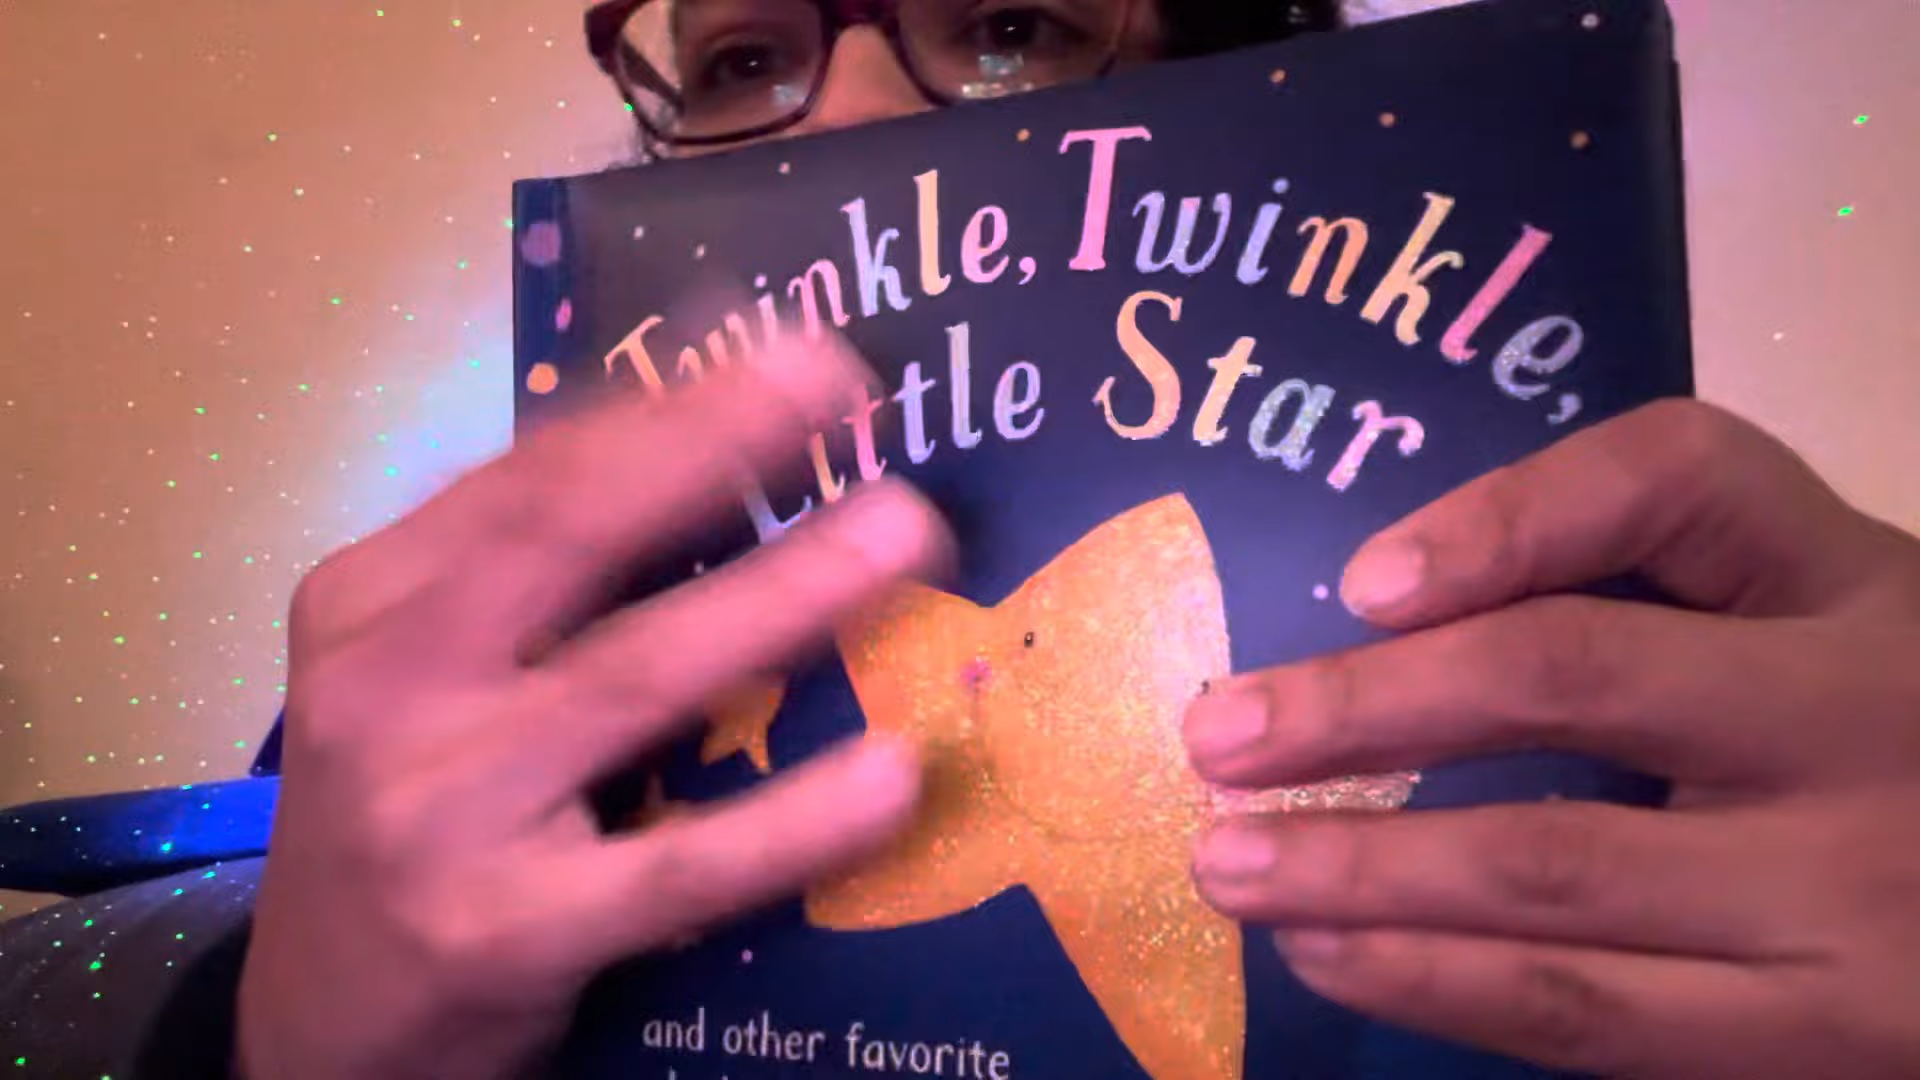 Twinkle, Twinkle,
Little Star
and other favorite